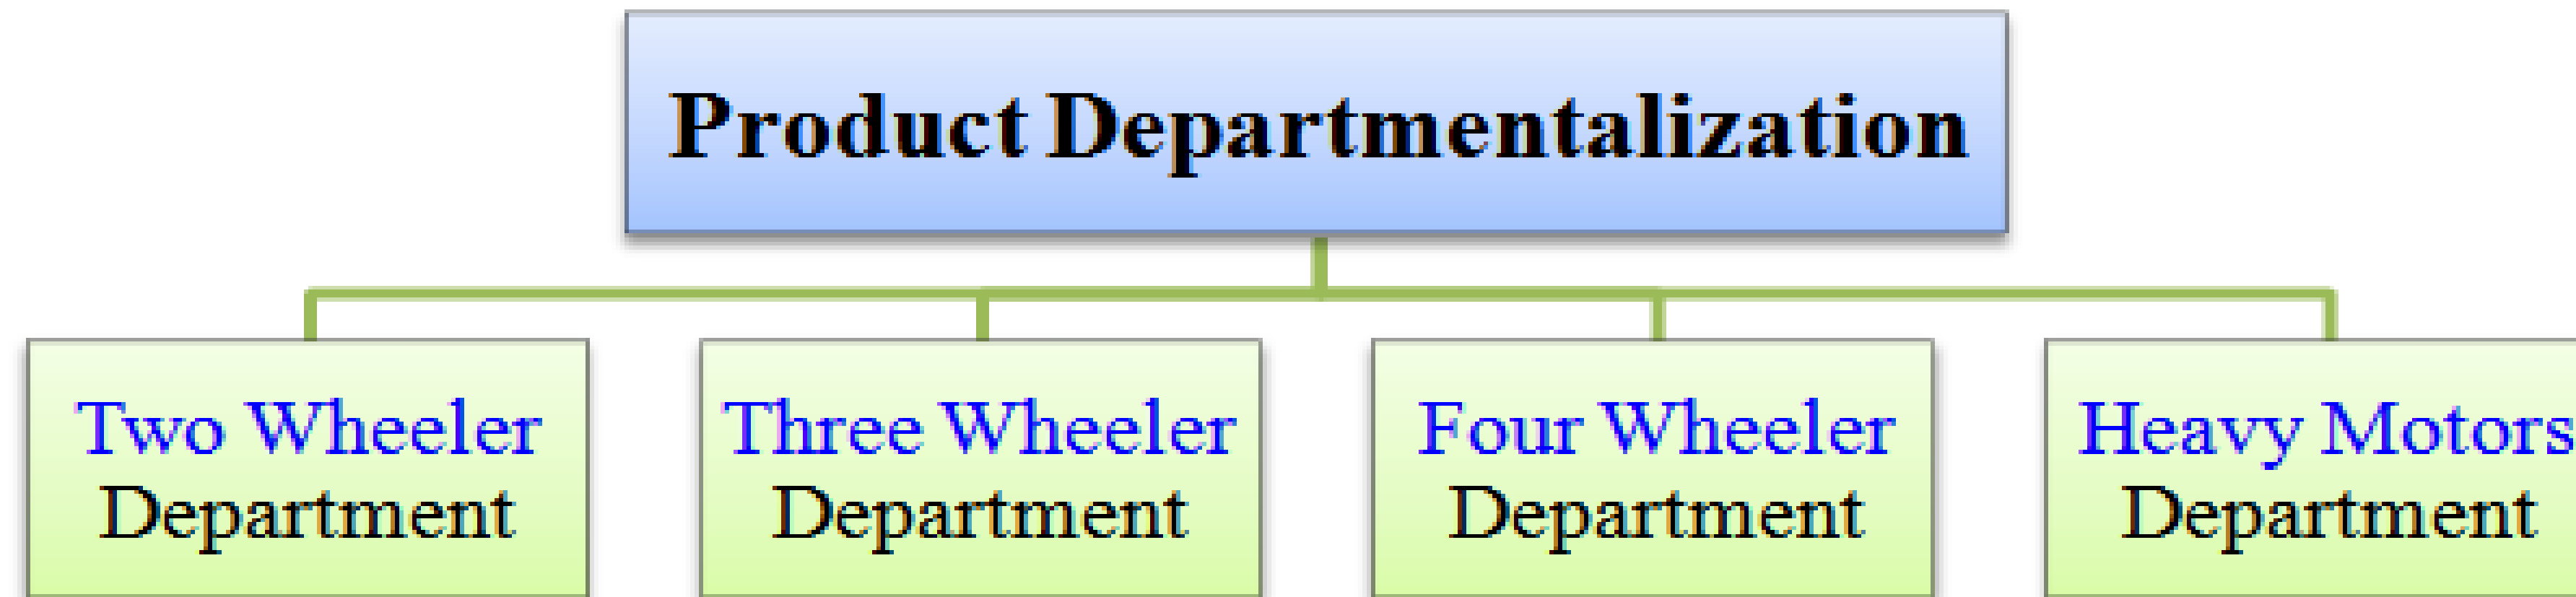 Product Departmentalization
Two Wheeler
Department
Three Wheeler
Department
Four Wheeler
Department
Heavy Motors
Department